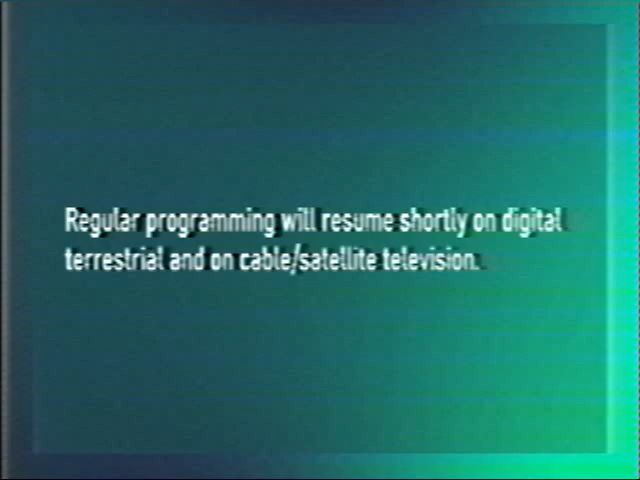 Regular programming will resume shortly on digital
terrestrial and on cable/satellite television.